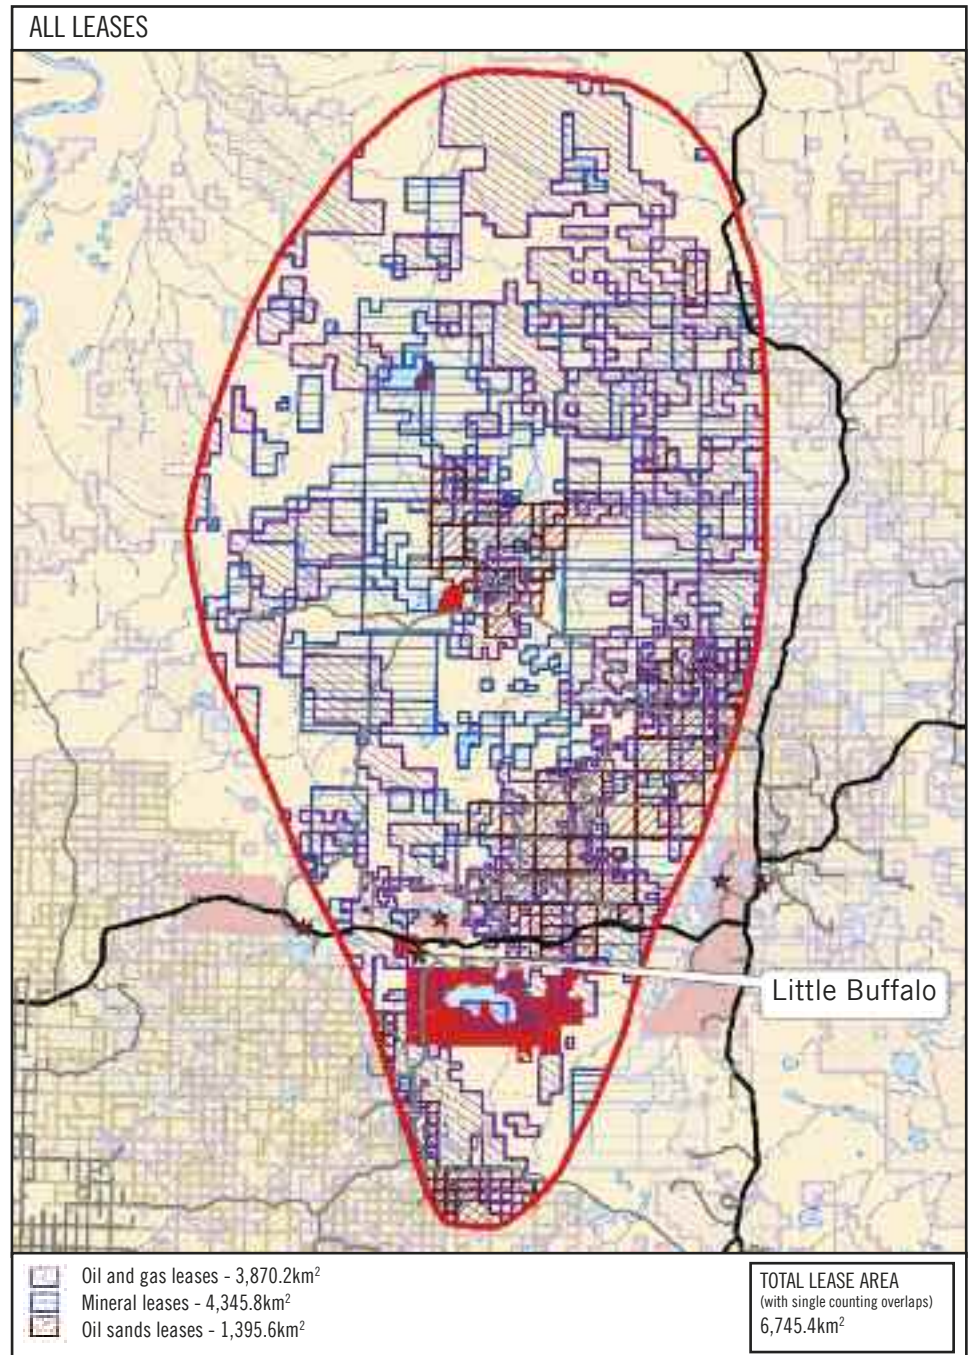 ALL LEASES
Little Buffalo
Oil and gas leases - 3,870.2km²
Mineral leases - 4,345.8km²
Oil sands leases - 1,395.6km²
TOTAL LEASE AREA
(with single counting overlaps)
6,745.4km²